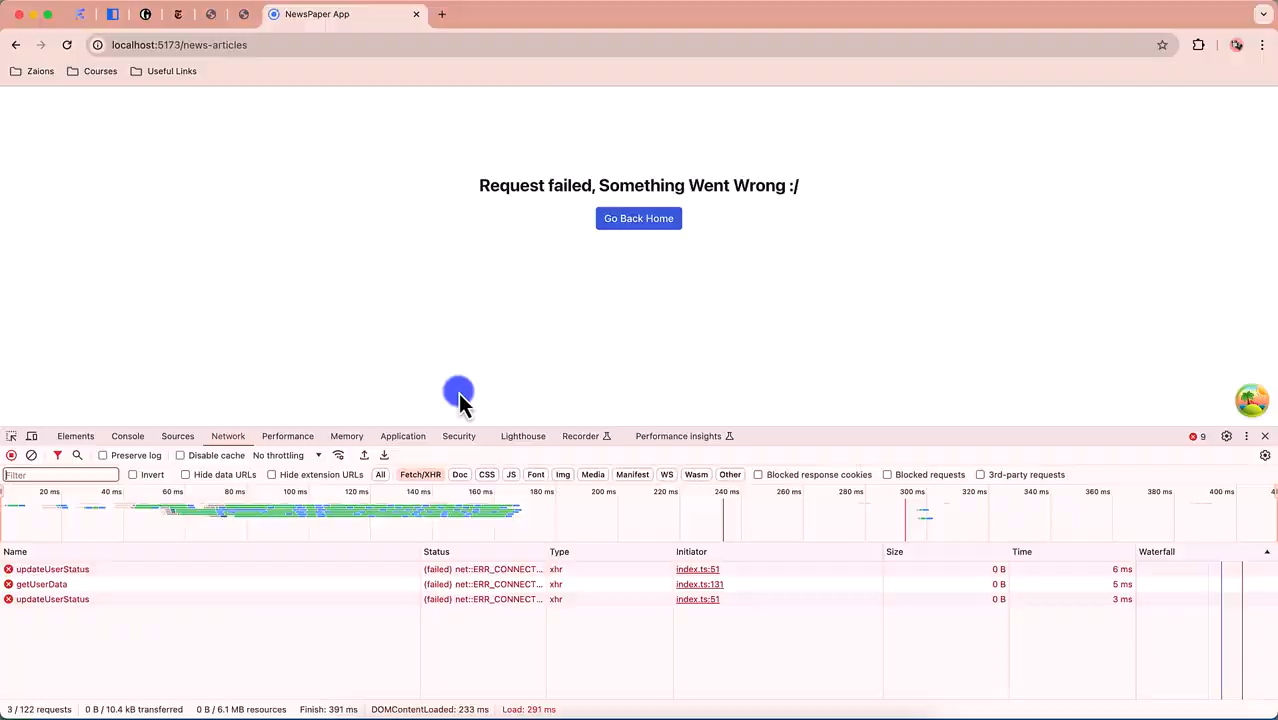 NewsPaper App
localhost:5173/news-articles
Zaions Courses Useful Links
Request failed, Something Went Wrong :/
Go Back Home
Elements Console Sources Network Performance Memory Application Security Lighthouse Recorder Performance insights 9
Preserve log Disable cache No throttling
Filter Invert Hide data URLs Hide extension URLs All Fetch/XHR Doc CSS JS Font Img Media Manifest WS Wasm Other Blocked response cookies Blocked requests 3rd-party requests
20 ms 40 ms 60 ms 80 ms 100 ms 120 ms 140 ms 160 ms 180 ms 200 ms 220 ms 240 ms 260 ms 280 ms 300 ms 320 ms 340 ms 360 ms 380 ms 400 ms
Name Status Type Initiator Size Time Waterfall
updateUserStatus (failed) net::ERR_CONNECT... xhr index.ts:51 0 B 6 ms
getUserData (failed) net::ERR_CONNECT... xhr index.ts:131 0 B 5 ms
updateUserStatus (failed) net::ERR_CONNECT... xhr index.ts:51 0 B 3 ms
3 / 122 requests 0 B / 10.4 kB transferred 0 B / 6.1 MB resources Finish: 391 ms DOMContentLoaded: 233 ms Load: 291 ms